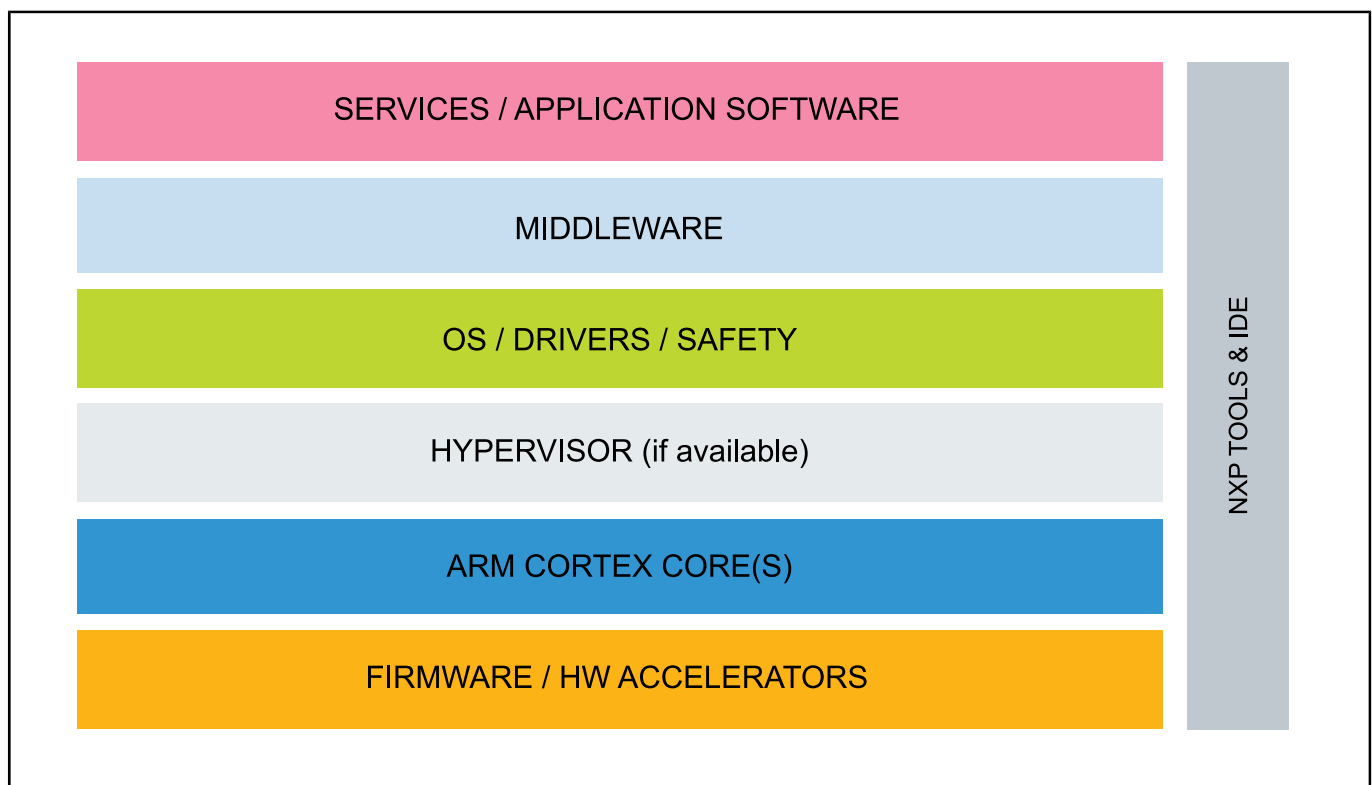 SERVICES / APPLICATION SOFTWARE
MIDDLEWARE
OS / DRIVERS / SAFETY
HYPERVISOR (if available)
ARM CORTEX CORE(S)
FIRMWARE / HW ACCELERATORS
NXP TOOLS & IDE